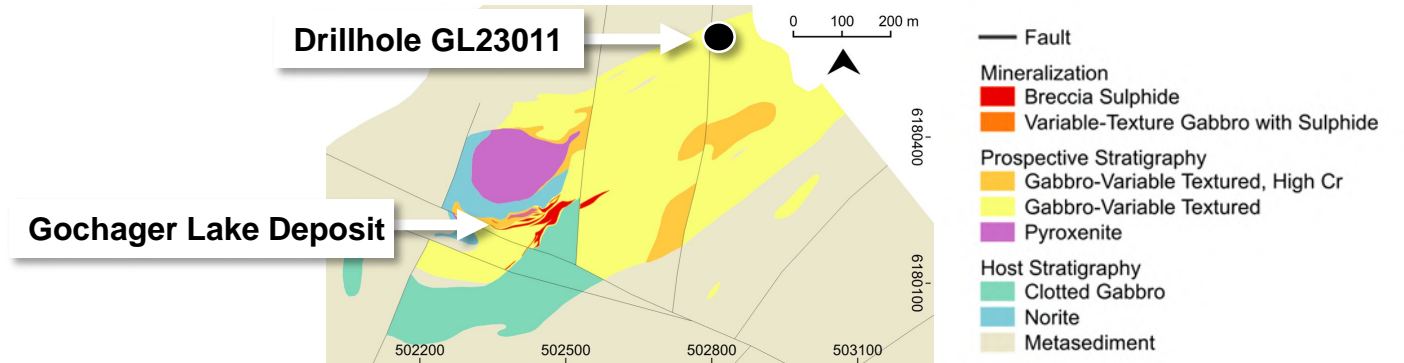 Drillhole GL23011
0 100 200 m
Gochager Lake Deposit
6180400
6180100
502200 502500 502800 503100
Fault
Mineralization
Breccia Sulphide
Variable-Texture Gabbro with Sulphide
Prospective Stratigraphy
Gabbro-Variable Textured, High Cr
Gabbro-Variable Textured
Pyroxenite
Host Stratigraphy
Clotted Gabbro
Norite
Metasediment